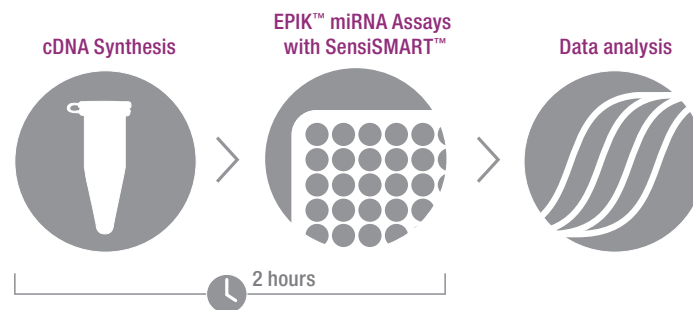 cDNA Synthesis
EPIK™ miRNA Assays
with SensiSMART™
Data analysis
2 hours